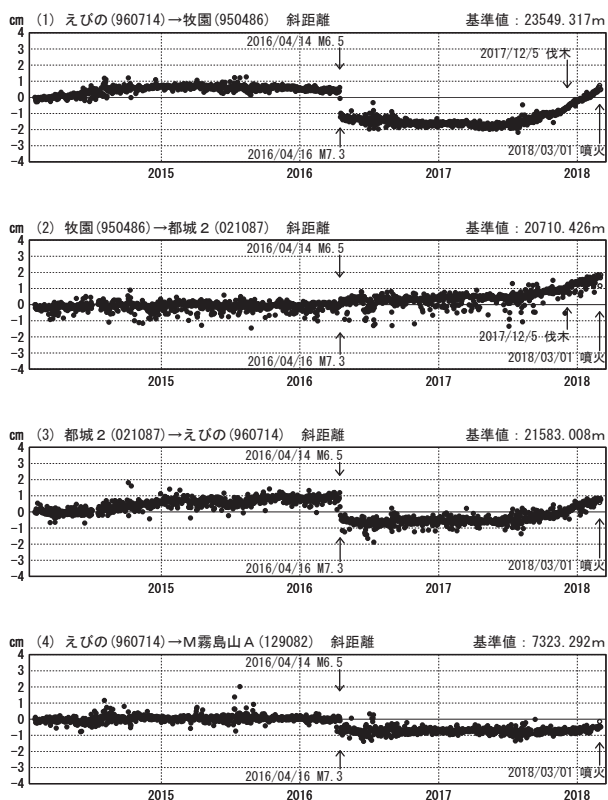 cm (1) えびの(960714)→牧園(950486) 斜距離 基準値：23549.317m
4
3
2
1
0
-1
-2
-3
-4
2016/04/14 M6.5
2017/12/5 伐木
2016/04/16 M7.3
2018/03/01 噴火
2015 2016 2017 2018
cm (2) 牧園(950486)→都城２(021087) 斜距離 基準値：20710.426m
4
3
2
1
0
-1
-2
-3
-4
2016/04/14 M6.5
2017/12/5 伐木
2016/04/16 M7.3
2018/03/01 噴火
2015 2016 2017 2018
cm (3) 都城２(021087)→えびの(960714) 斜距離 基準値：21583.008m
4
3
2
1
0
-1
-2
-3
-4
2016/04/14 M6.5
2016/04/16 M7.3
2018/03/01 噴火
2015 2016 2017 2018
cm (4) えびの(960714)→Ｍ霧島山Ａ(129082) 斜距離 基準値：7323.292m
4
3
2
1
0
-1
-2
-3
-4
2016/04/14 M6.5
2016/04/16 M7.3
2018/03/01 噴火
2015 2016 2017 2018